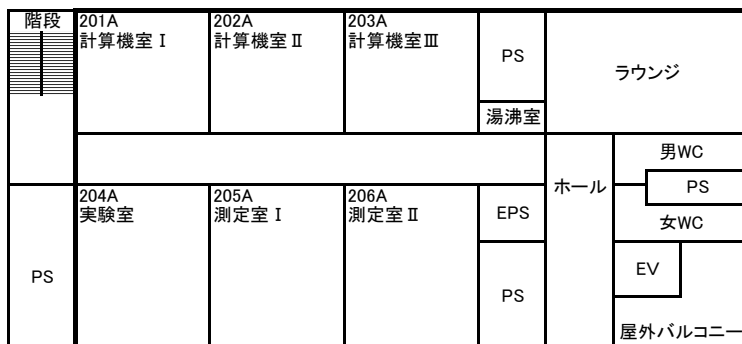 階段
201A
計算機室Ⅰ
202A
計算機室Ⅱ
203A
計算機室Ⅲ
PS
湯沸室
ラウンジ
ホール
男WC
PS
女WC
204A
実験室
205A
測定室Ⅰ
206A
測定室Ⅱ
EPS
PS
PS
EV
屋外バルコニー